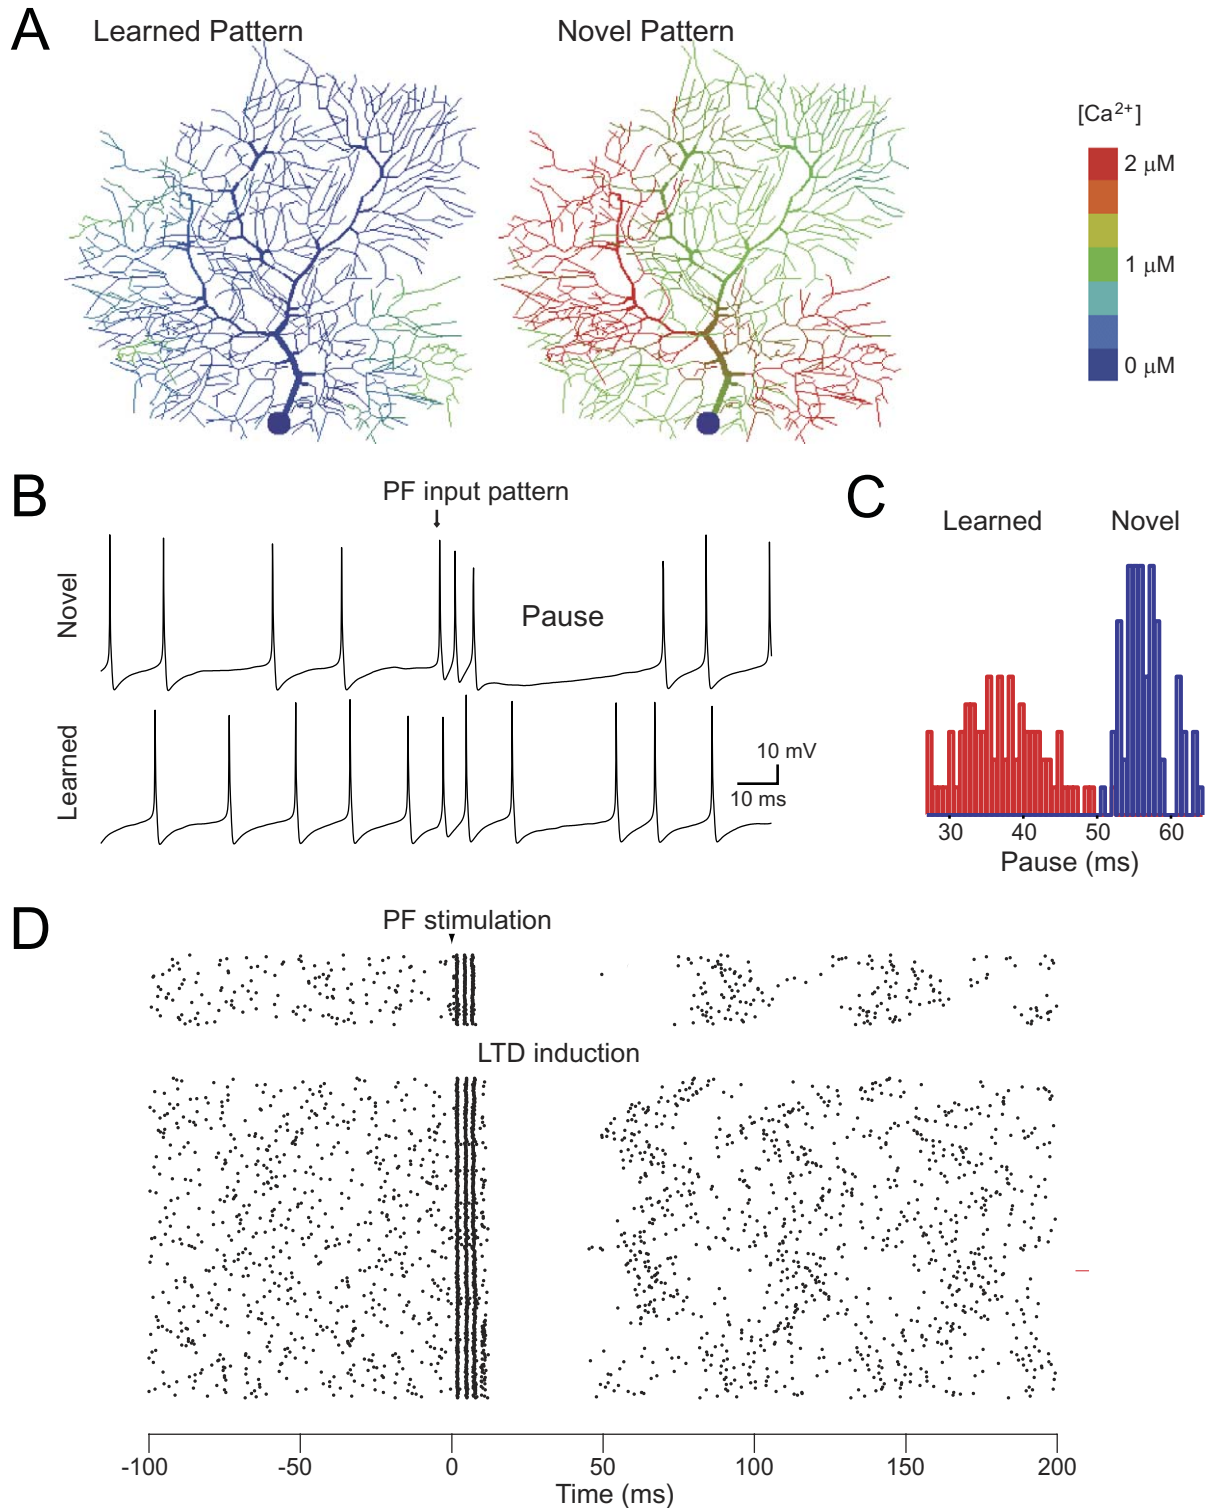 A
Learned Pattern
Novel Pattern
[Ca²⁺]
2 μM
1 μM
0 μM
B
PF input pattern
Novel
Pause
Learned
10 mV
10 ms
C
Learned
Novel
30 40 50 60
Pause (ms)
D
PF stimulation
LTD induction
-100 -50 0 50 100 150 200
Time (ms)